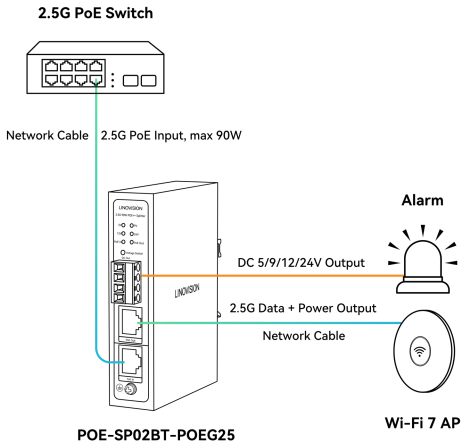 2.5G PoE Switch
Network Cable 2.5G PoE Input, max 90W
LINOVISION
Alarm
DC 5/9/12/24V Output
LINOVISION
2.5G Data + Power Output
Network Cable
Wi-Fi 7 AP
POE-SP02BT-POEG25